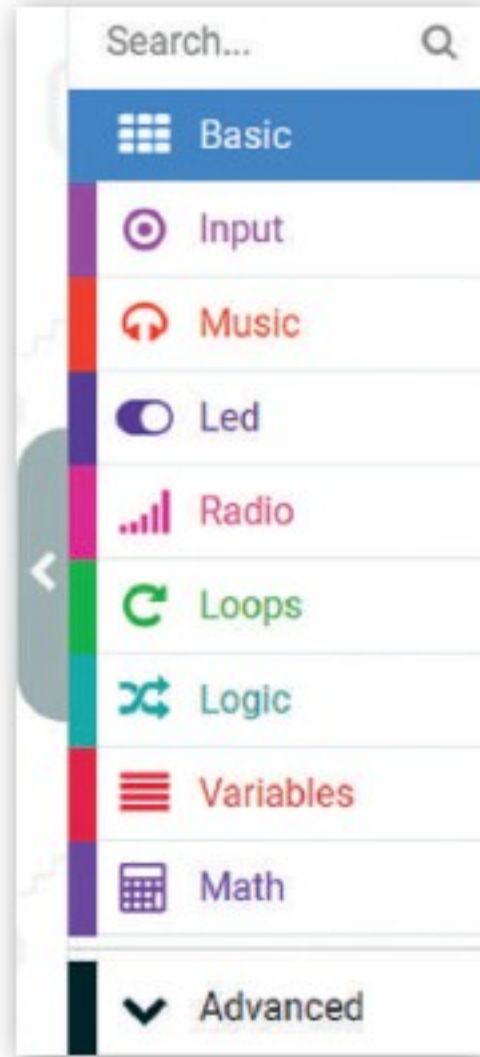 Search...
Basic
Input
Music
Led
Radio
Loops
Logic
Variables
Math
Advanced